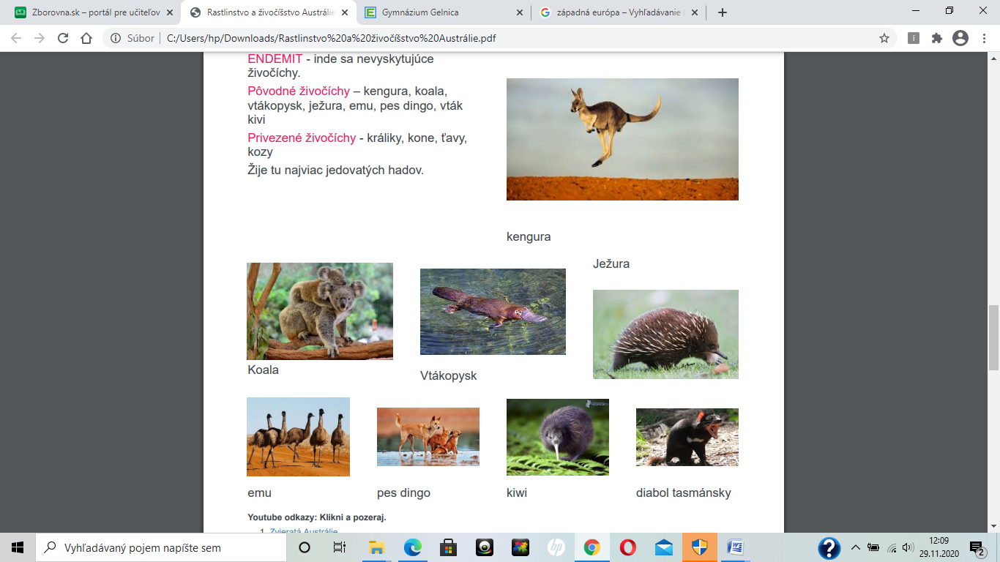 Zborovna.sk – portál pre učiteľov
Rastlinstvo a živočíšstvo Austrálie
Gymnázium Gelnica
západná európa – Vyhľadávanie
Súbor
C:/Users/hp/Downloads/Rastlinstvo%20a%20živočíšstvo%20Austrálie.pdf
ENDEMIT - inde sa nevyskytujúce
živočíchy.
Pôvodné živočíchy – kengura, koala,
vtákopysk, ježura, emu, pes dingo, vták
kivi
Privezené živočíchy - králiky, kone, ťavy,
kozy
Žije tu najviac jedovatých hadov.
kengura
Ježura
Koala
Vtákopysk
emu
pes dingo
kiwi
diabol tasmánsky
Youtube odkazy: Klikni a pozeraj.
1. Zvieratá Austrálie
Vyhľadávaný pojem napíšte sem
12:09
29.11.2020
2